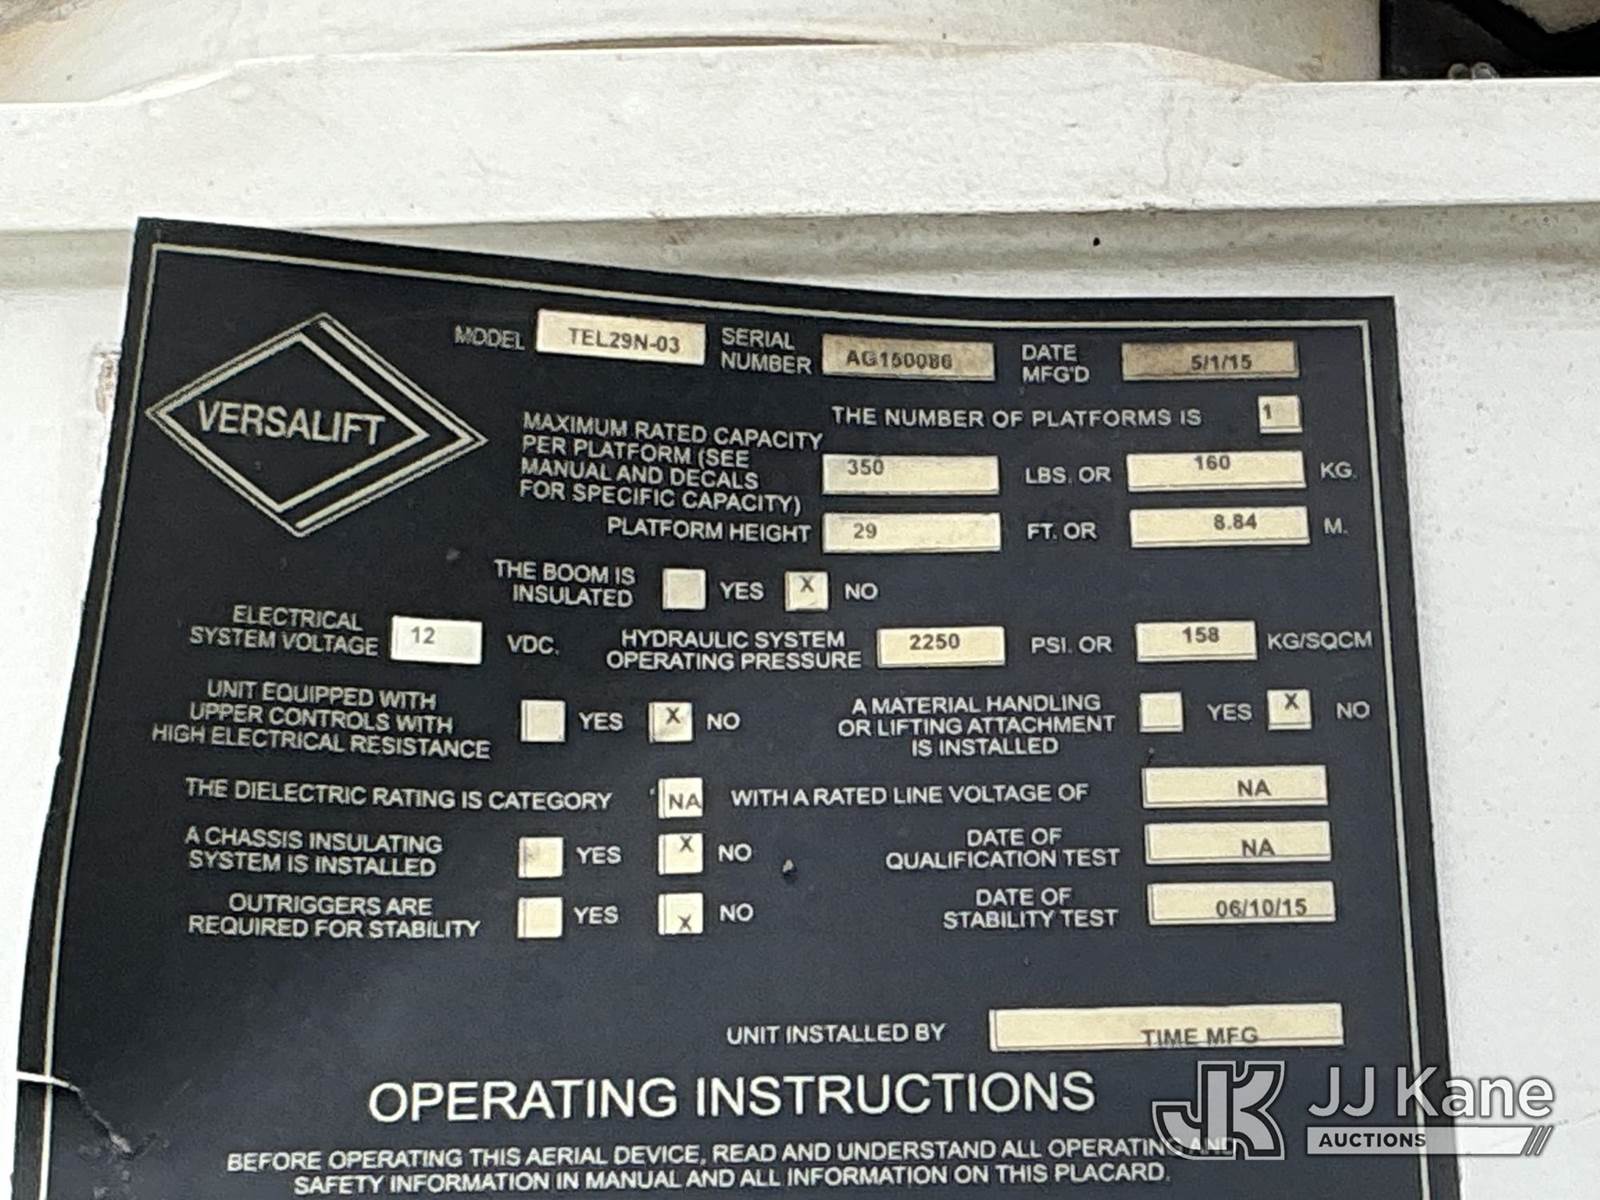 VERSALIFT
MODEL TEL29N-03 SERIAL NUMBER AG150086 DATE MFG'D 5/1/15
THE NUMBER OF PLATFORMS IS 1
MAXIMUM RATED CAPACITY
PER PLATFORM (SEE
MANUAL AND DECALS
FOR SPECIFIC CAPACITY) 350 LBS. OR 160 KG.
PLATFORM HEIGHT 29 FT. OR 8.84 M.
THE BOOM IS
INSULATED YES X NO
ELECTRICAL
SYSTEM VOLTAGE 12 VDC.
HYDRAULIC SYSTEM
OPERATING PRESSURE 2250 PSI. OR 158 KG/SQCM
UNIT EQUIPPED WITH
UPPER CONTROLS WITH
HIGH ELECTRICAL RESISTANCE YES X NO
A MATERIAL HANDLING
OR LIFTING ATTACHMENT
IS INSTALLED YES X NO
THE DIELECTRIC RATING IS CATEGORY NA WITH A RATED LINE VOLTAGE OF NA
A CHASSIS INSULATING
SYSTEM IS INSTALLED YES X NO
DATE OF
QUALIFICATION TEST NA
OUTRIGGERS ARE
REQUIRED FOR STABILITY YES X NO
DATE OF
STABILITY TEST 06/10/15
UNIT INSTALLED BY TIME MFG
OPERATING INSTRUCTIONS
BEFORE OPERATING THIS AERIAL DEVICE, READ AND UNDERSTAND ALL OPERATING AND
SAFETY INFORMATION IN MANUAL AND ALL INFORMATION ON THIS PLACARD.
JK JJ Kane
AUCTIONS